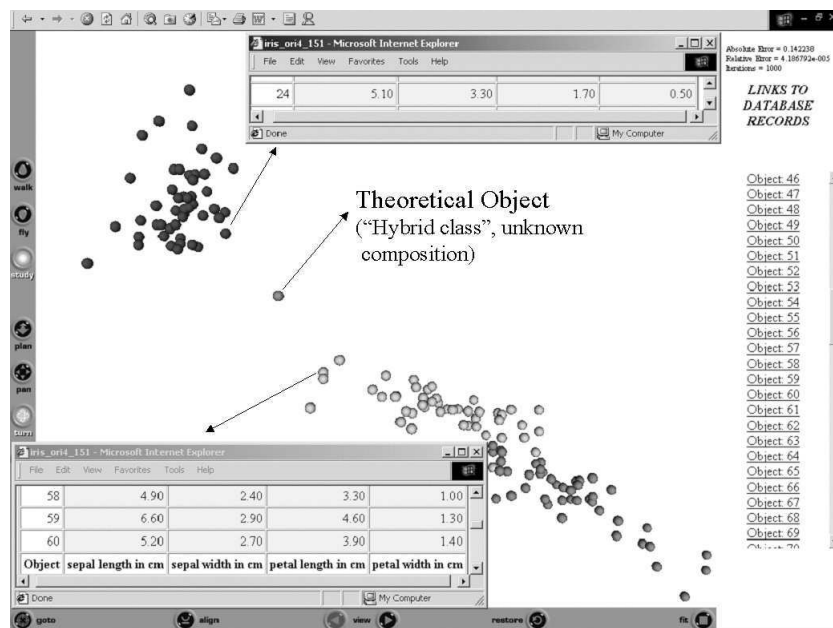 iris_ori4_151 - Microsoft Internet Explorer
File Edit View Favorites Tools Help
24 5.10 3.30 1.70 0.50
Done My Computer
Absolute Error = 0.142238
Relative Error = 4.186792e-005
Iterations = 1000
LINKS TO
DATABASE
RECORDS
Object: 46
Object: 47
Object: 48
Object: 49
Object: 50
Object: 51
Object: 52
Object: 53
Object: 54
Object: 55
Object: 56
Object: 57
Object: 58
Object: 59
Object: 60
Object: 61
Object: 62
Object: 63
Object: 64
Object: 65
Object: 66
Object: 67
Object: 68
Object: 69
Object: 70
walk
fly
study
plan
pan
turn
Theoretical Object
(“Hybrid class”, unknown
composition)
iris_ori4_151 - Microsoft Internet Explorer
File Edit View Favorites Tools Help
58 4.90 2.40 3.30 1.00
59 6.60 2.90 4.60 1.30
60 5.20 2.70 3.90 1.40
Object sepal length in cm sepal width in cm petal length in cm petal width in cm
Done My Computer
goto align view restore fit